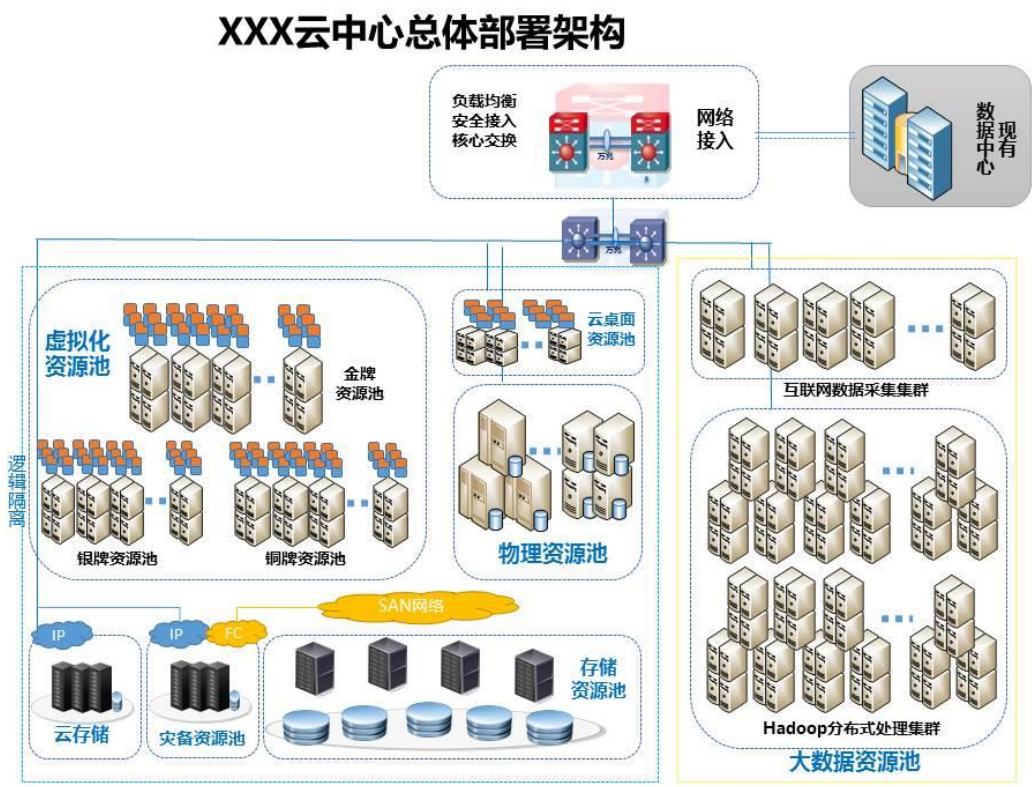 XXX云中心总体部署架构
负载均衡
安全接入
核心交换
万兆
网络
接入
现有
数据中心
万兆
虚拟化
资源池
金牌
资源池
银牌资源池
铜牌资源池
云桌面
资源池
物理资源池
互联网数据采集集群
Hadoop分布式处理集群
大数据资源池
逻辑隔离
SAN网络
IP
IP
FC
云存储
灾备资源池
存储
资源池